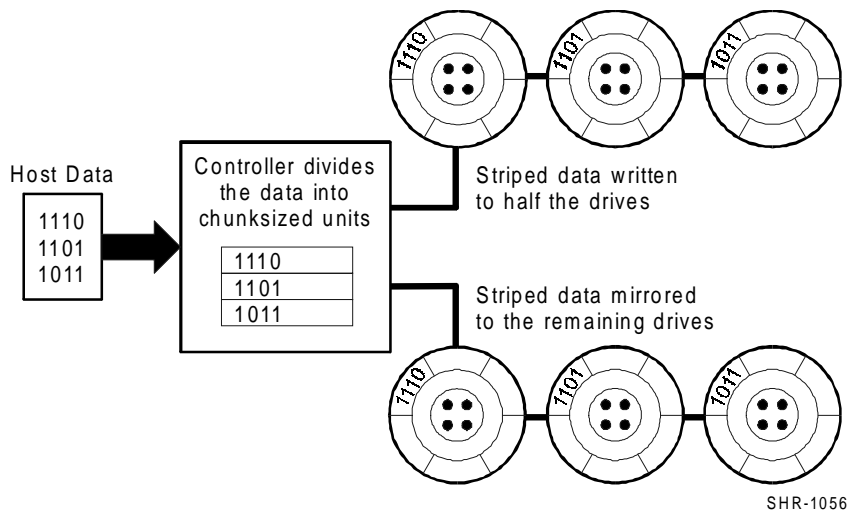 1110
1101
1011
Host Data
1110
1101
1011
Controller divides
the data into
chunksized units
1110
1101
1011
Striped data written
to half the drives
Striped data mirrored
to the remaining drives
1110
1101
1011
SHR-1056